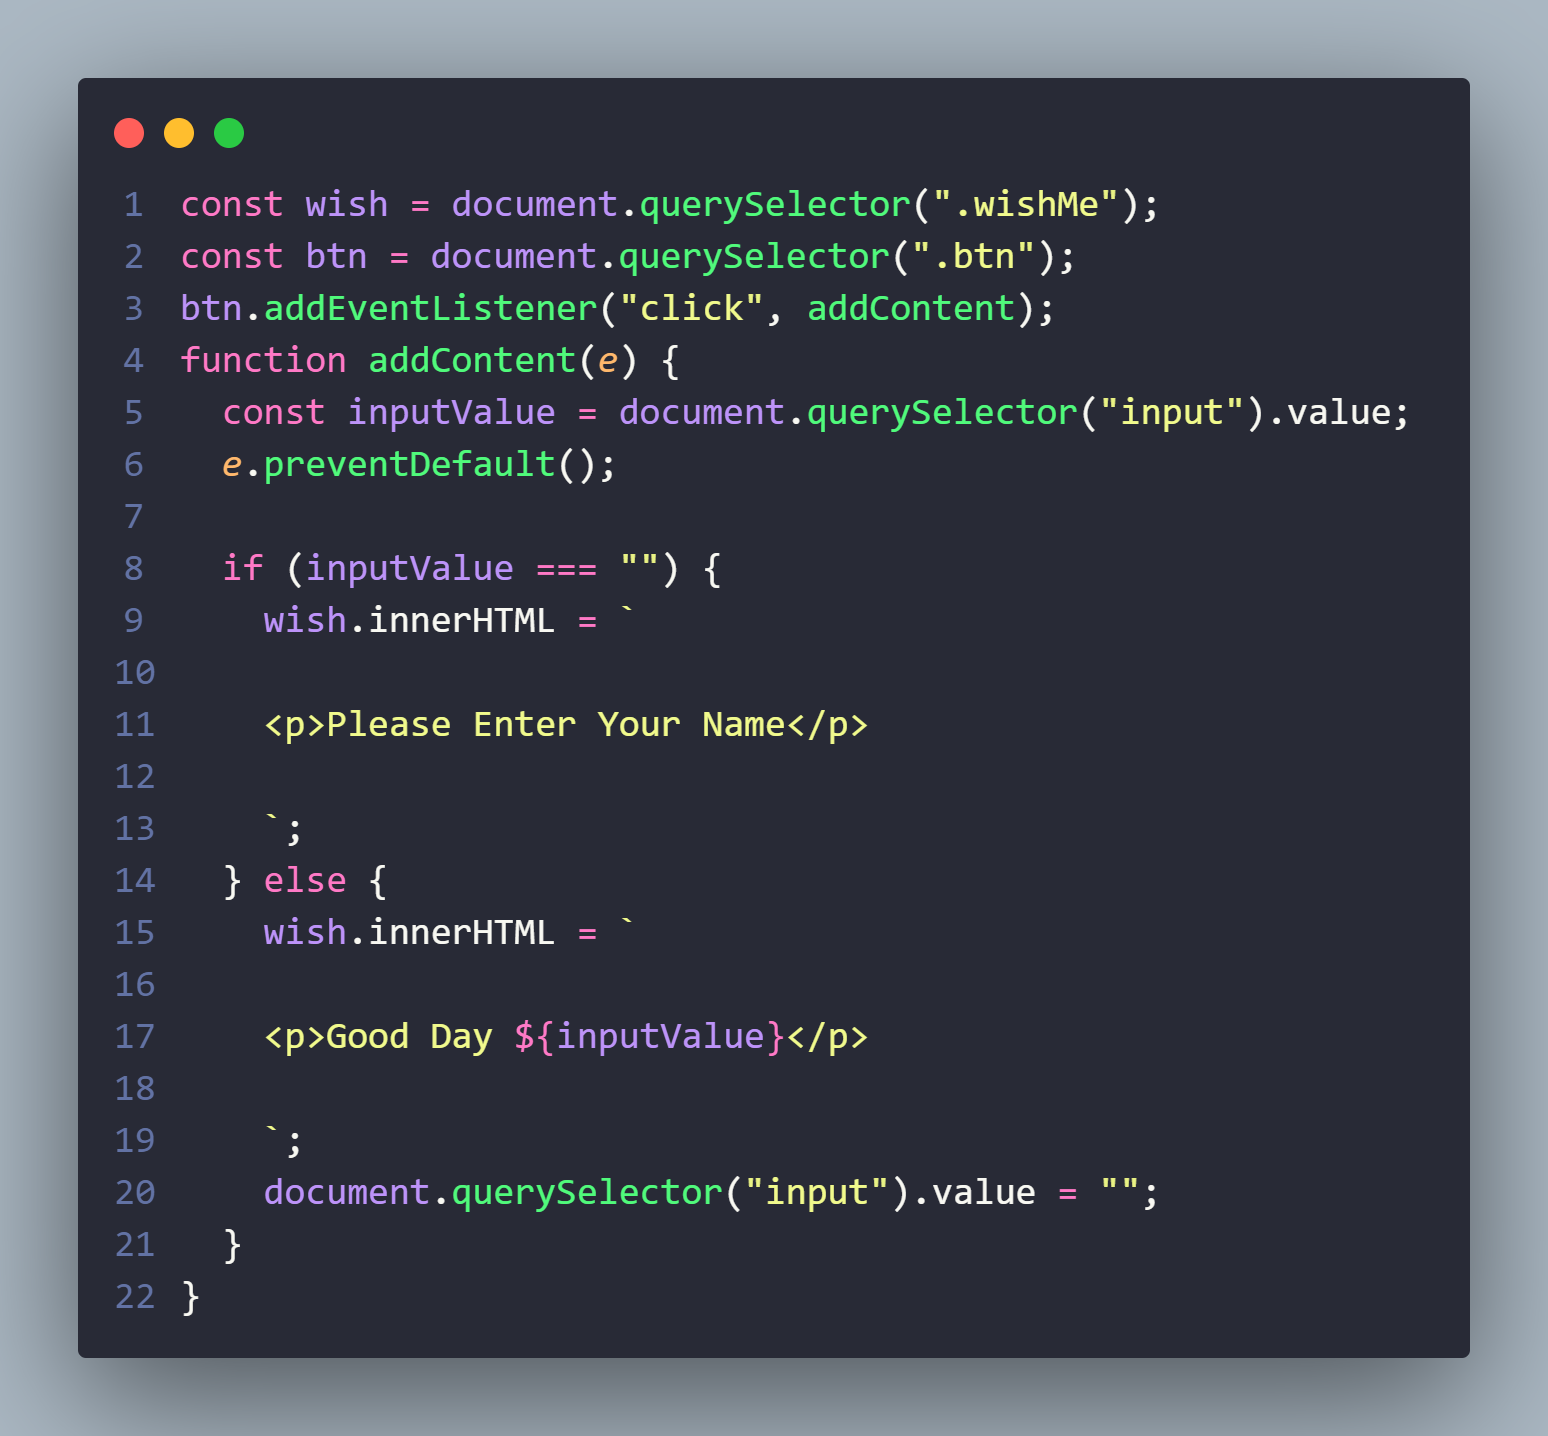 1 const wish = document.querySelector(".wishMe");
2 const btn = document.querySelector(".btn");
3 btn.addEventListener("click", addContent);
4 function addContent(e) {
5   const inputValue = document.querySelector("input").value;
6   e.preventDefault();
7
8   if (inputValue === "") {
9     wish.innerHTML = `
10
11     <p>Please Enter Your Name</p>
12
13     `;
14   } else {
15     wish.innerHTML = `
16
17     <p>Good Day ${inputValue}</p>
18
19     `;
20     document.querySelector("input").value = "";
21   }
22 }